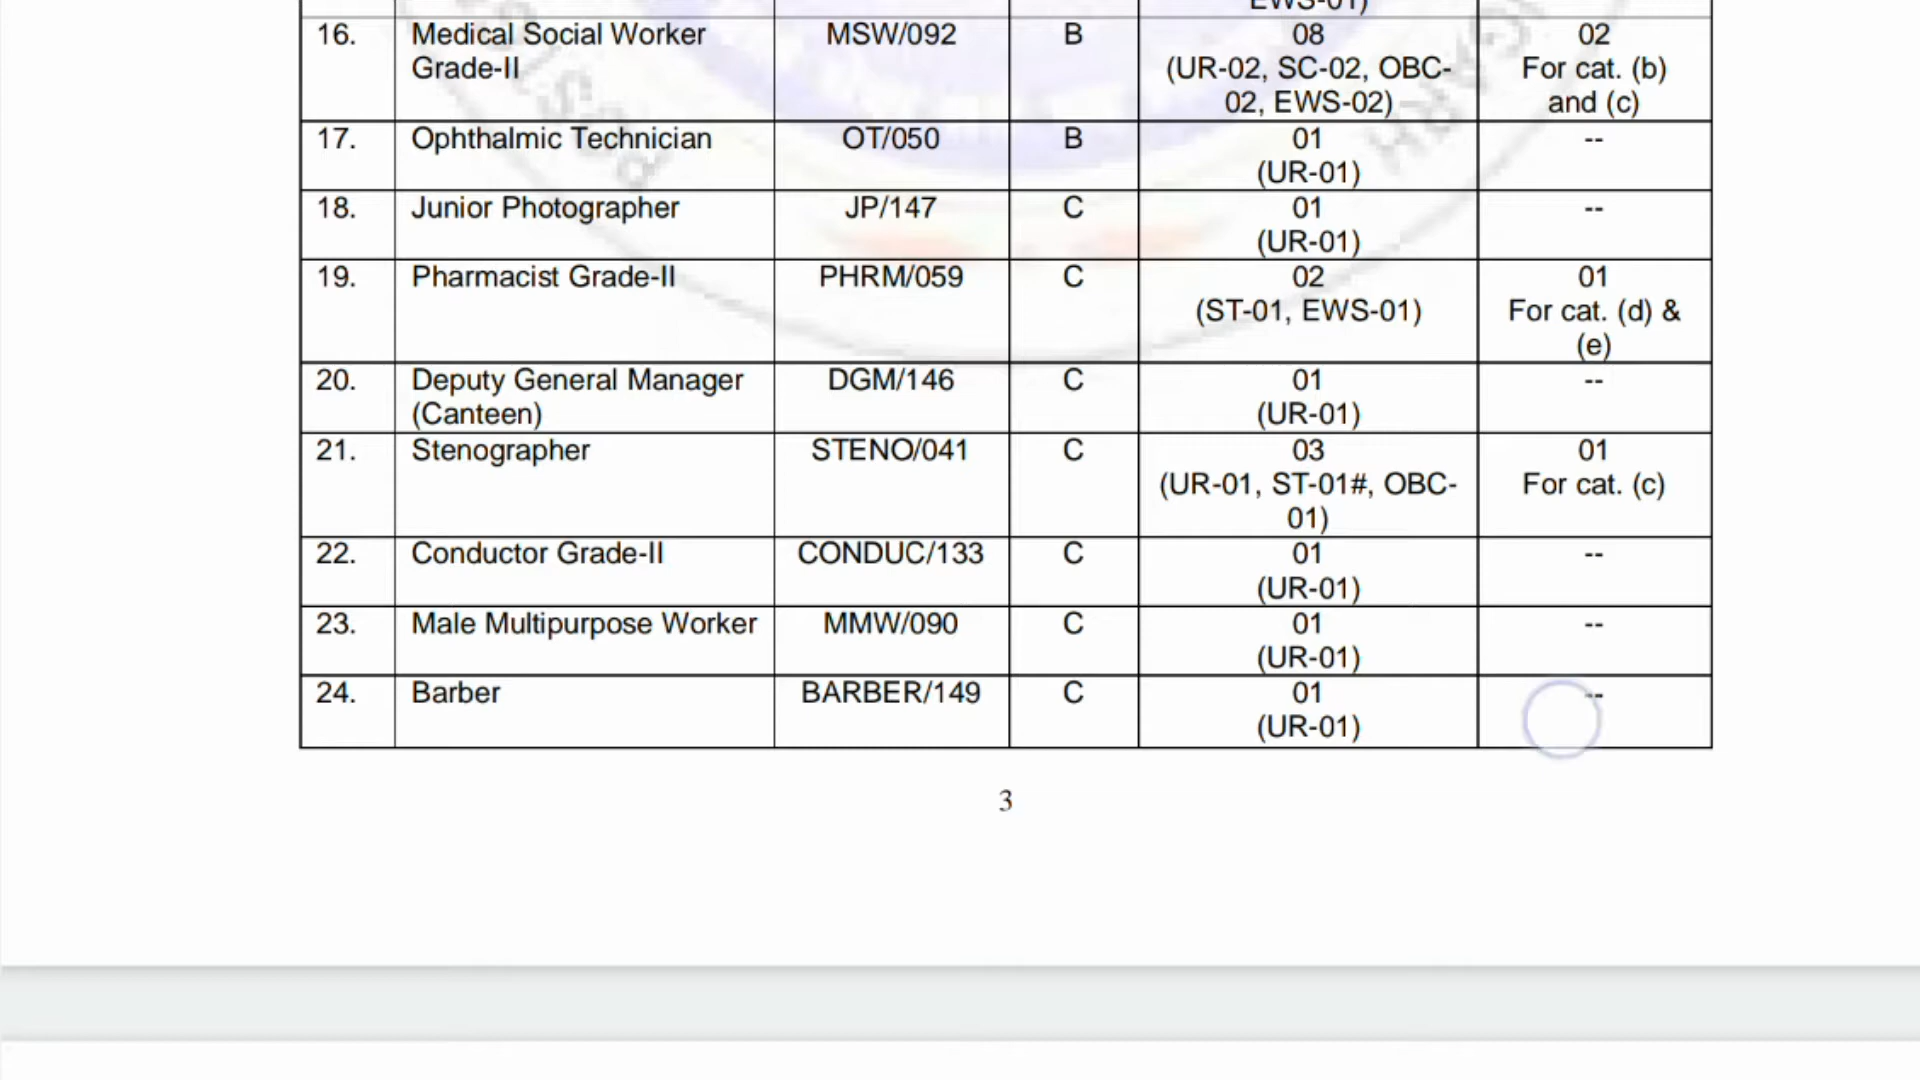 EWS-01)
16. Medical Social Worker MSW/092 B 08 02
Grade-II (UR-02, SC-02, OBC- For cat. (b)
02, EWS-02) and (c)
17. Ophthalmic Technician OT/050 B 01 --
(UR-01)
18. Junior Photographer JP/147 C 01 --
(UR-01)
19. Pharmacist Grade-II PHRM/059 C 02 01
(ST-01, EWS-01) For cat. (d) &
(e)
20. Deputy General Manager DGM/146 C 01 --
(Canteen) (UR-01)
21. Stenographer STENO/041 C 03 01
(UR-01, ST-01#, OBC- For cat. (c)
01)
22. Conductor Grade-II CONDUC/133 C 01 --
(UR-01)
23. Male Multipurpose Worker MMW/090 C 01 --
(UR-01)
24. Barber BARBER/149 C 01 --
(UR-01)
3